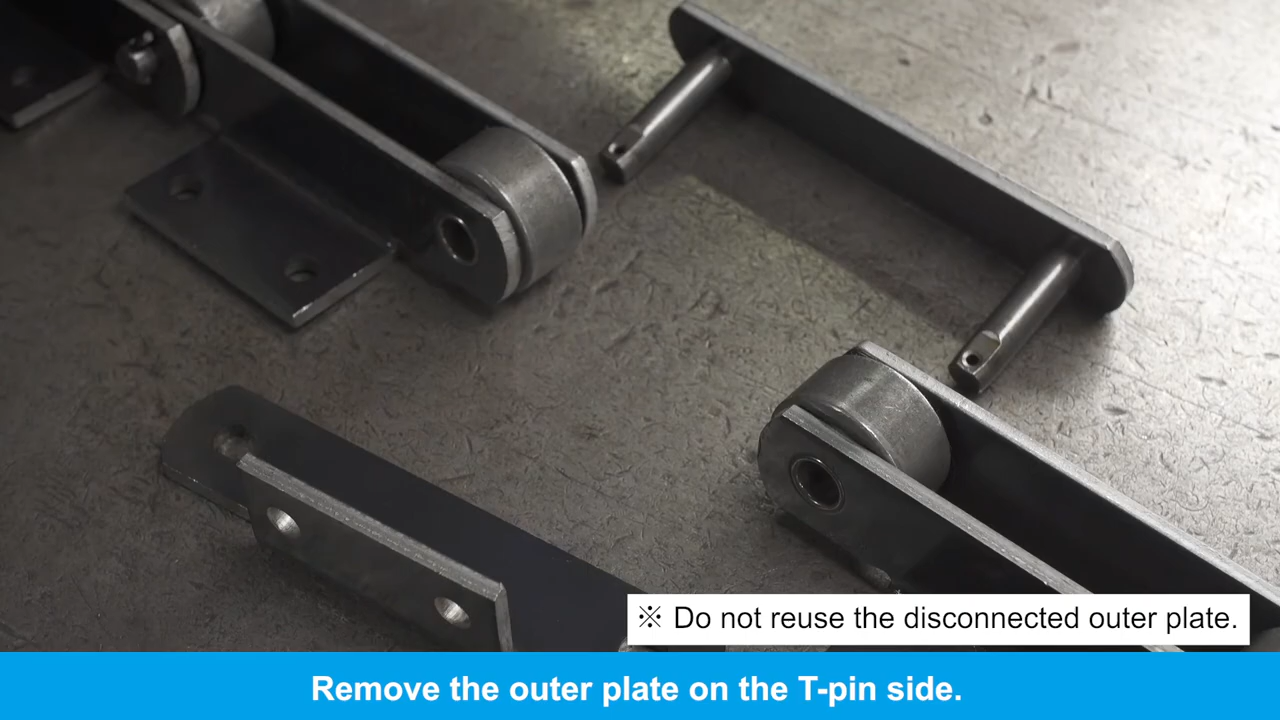 ※ Do not reuse the disconnected outer plate.
Remove the outer plate on the T-pin side.